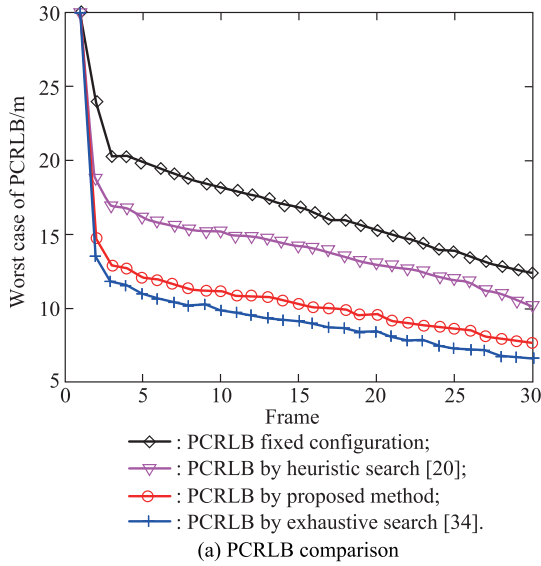 30
25
20
15
10
5
Worst case of PCRLB/m
0 5 10 15 20 25 30
Frame
: PCRLB fixed configuration;
: PCRLB by heuristic search [20];
: PCRLB by proposed method;
: PCRLB by exhaustive search [34].
(a) PCRLB comparison